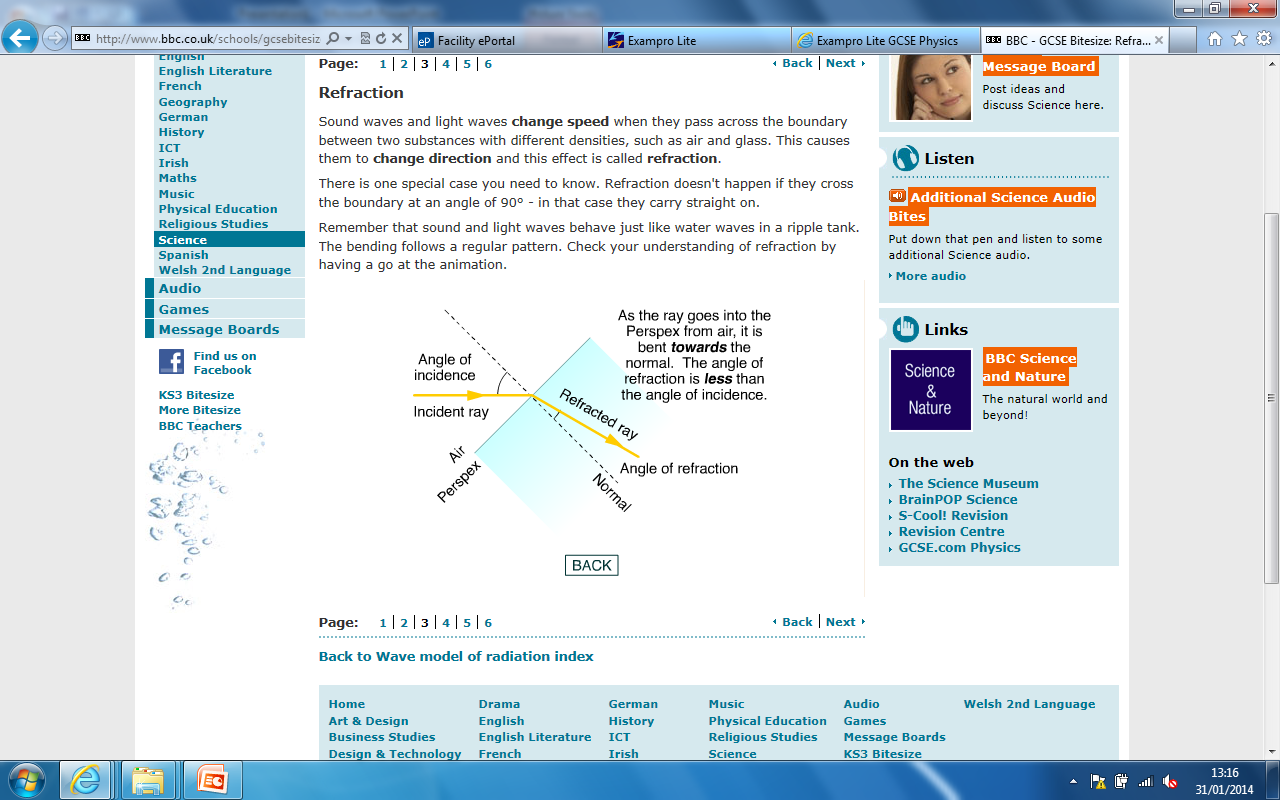 http://www.bbc.co.uk/schools/gcsebitesiz
Facility ePortal
Exampro Lite
Exampro Lite GCSE Physics
BBC - GCSE Bitesize: Refra...
English
English Literature
French
Geography
German
History
ICT
Irish
Maths
Music
Physical Education
Religious Studies
Science
Spanish
Welsh 2nd Language
Audio
Games
Message Boards
Find us on
Facebook
KS3 Bitesize
More Bitesize
BBC Teachers
Page: 1 | 2 | 3 | 4 | 5 | 6
Back | Next
Refraction
Sound waves and light waves change speed when they pass across the boundary
between two substances with different densities, such as air and glass. This causes
them to change direction and this effect is called refraction.
There is one special case you need to know. Refraction doesn't happen if they cross
the boundary at an angle of 90° - in that case they carry straight on.
Remember that sound and light waves behave just like water waves in a ripple tank.
The bending follows a regular pattern. Check your understanding of refraction by
having a go at the animation.
As the ray goes into the
Perspex from air, it is
bent towards the
normal. The angle of
refraction is less than
the angle of incidence.
Angle of
incidence
Incident ray
Refracted ray
Air
Perspex
Angle of refraction
Normal
BACK
Page: 1 | 2 | 3 | 4 | 5 | 6
Back | Next
Back to Wave model of radiation index
Message Board
Post ideas and
discuss Science here.
Listen
Additional Science Audio
Bites
Put down that pen and listen to some
additional Science audio.
More audio
Links
Science
&
Nature
BBC Science
and Nature
The natural world and
beyond!
On the web
The Science Museum
BrainPOP Science
S-Cool! Revision
Revision Centre
GCSE.com Physics
Home
Art & Design
Business Studies
Design & Technology
Drama
English
English Literature
French
German
History
ICT
Irish
Music
Physical Education
Religious Studies
Science
Audio
Games
Message Boards
KS3 Bitesize
Welsh 2nd Language
13:16
31/01/2014